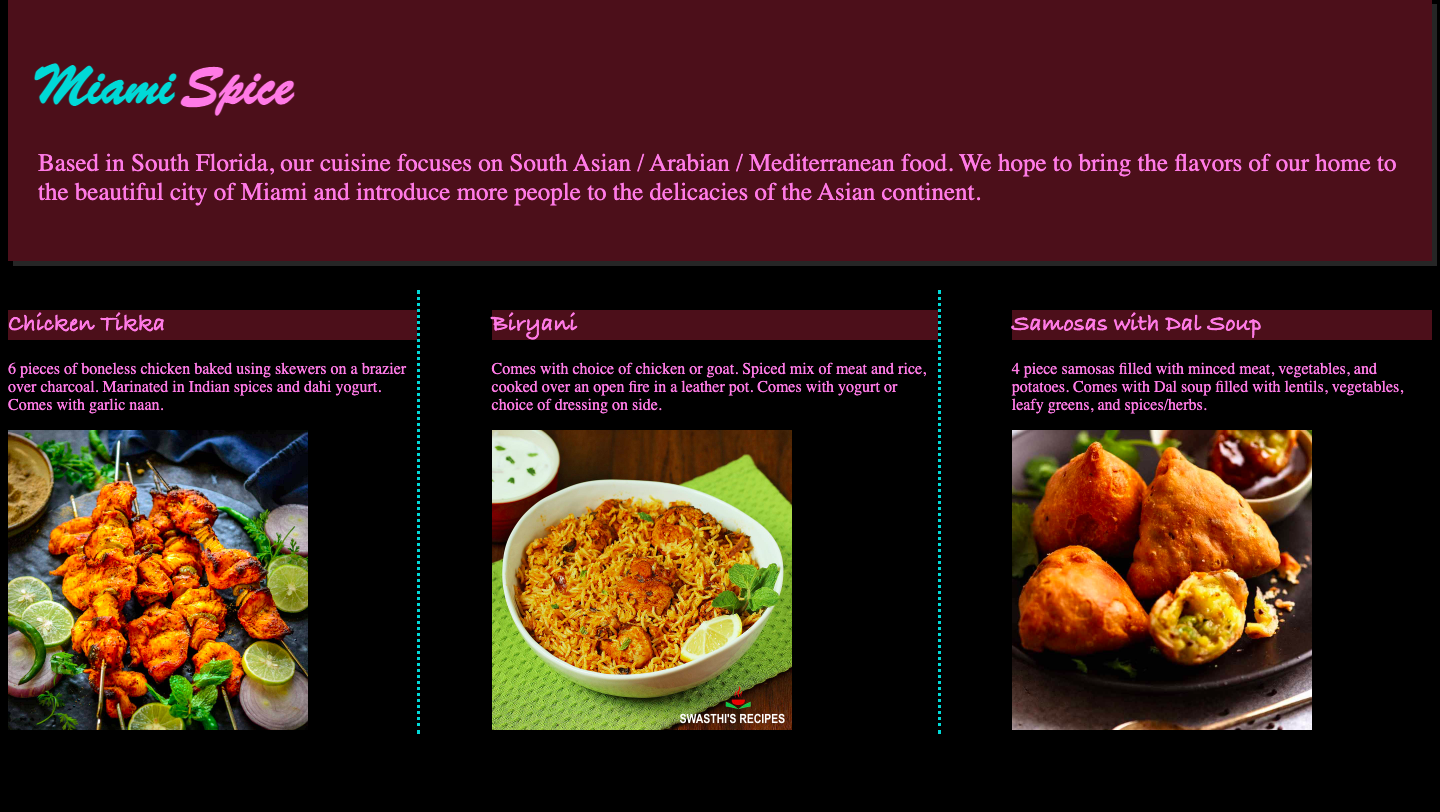 Miami Spice
Based in South Florida, our cuisine focuses on South Asian / Arabian / Mediterranean food. We hope to bring the flavors of our home to
the beautiful city of Miami and introduce more people to the delicacies of the Asian continent.
Chicken Tikka
6 pieces of boneless chicken baked using skewers on a brazier
over charcoal. Marinated in Indian spices and dahi yogurt.
Comes with garlic naan.
Biryani
Comes with choice of chicken or goat. Spiced mix of meat and rice,
cooked over an open fire in a leather pot. Comes with yogurt or
choice of dressing on side.
SWASTHI'S RECIPES
Samosas with Dal Soup
4 piece samosas filled with minced meat, vegetables, and
potatoes. Comes with Dal soup filled with lentils, vegetables,
leafy greens, and spices/herbs.